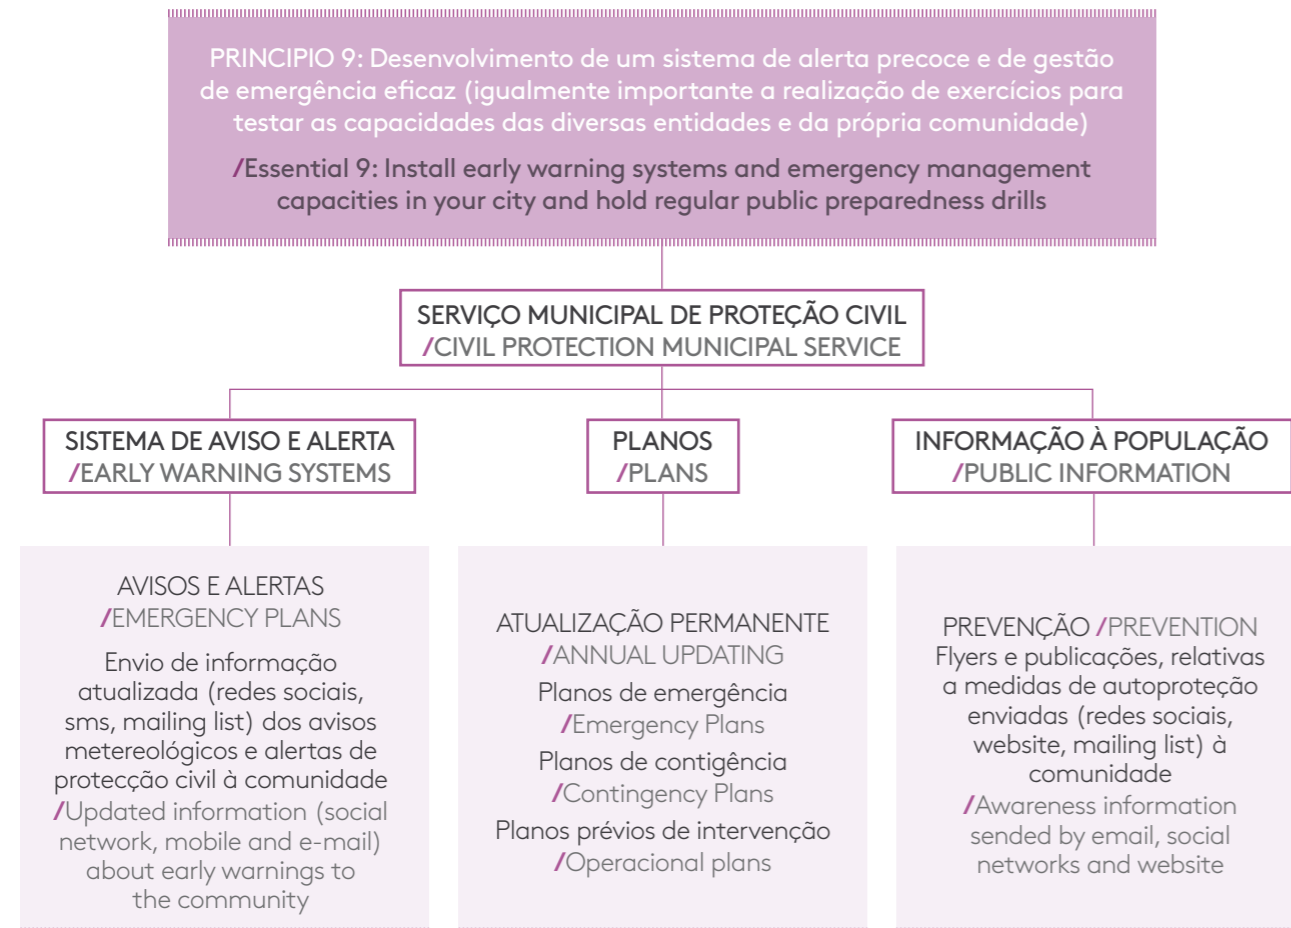 PRINCIPIO 9: Desenvolvimento de um sistema de alerta precoce e de gestão
de emergência eficaz (igualmente importante a realização de exercícios para
testar as capacidades das diversas entidades e da própria comunidade)
/Essential 9: Install early warning systems and emergency management
capacities in your city and hold regular public preparedness drills
SERVIÇO MUNICIPAL DE PROTEÇÃO CIVIL
/CIVIL PROTECTION MUNICIPAL SERVICE
SISTEMA DE AVISO E ALERTA
/EARLY WARNING SYSTEMS
PLANOS
/PLANS
INFORMAÇÃO À POPULAÇÃO
/PUBLIC INFORMATION
AVISOS E ALERTAS
/EMERGENCY PLANS
Envio de informação
atualizada (redes sociais,
sms, mailing list) dos avisos
metereológicos e alertas de
protecção civil à comunidade
/Updated information (social
network, mobile and e-mail)
about early warnings to
the community
ATUALIZAÇÃO PERMANENTE
/ANNUAL UPDATING
Planos de emergência
/Emergency Plans
Planos de contigência
/Contingency Plans
Planos prévios de intervenção
/Operacional plans
PREVENÇÃO /PREVENTION
Flyers e publicações, relativas
a medidas de autoproteção
enviadas (redes sociais,
website, mailing list) à
comunidade
/Awareness information
sended by email, social
networks and website